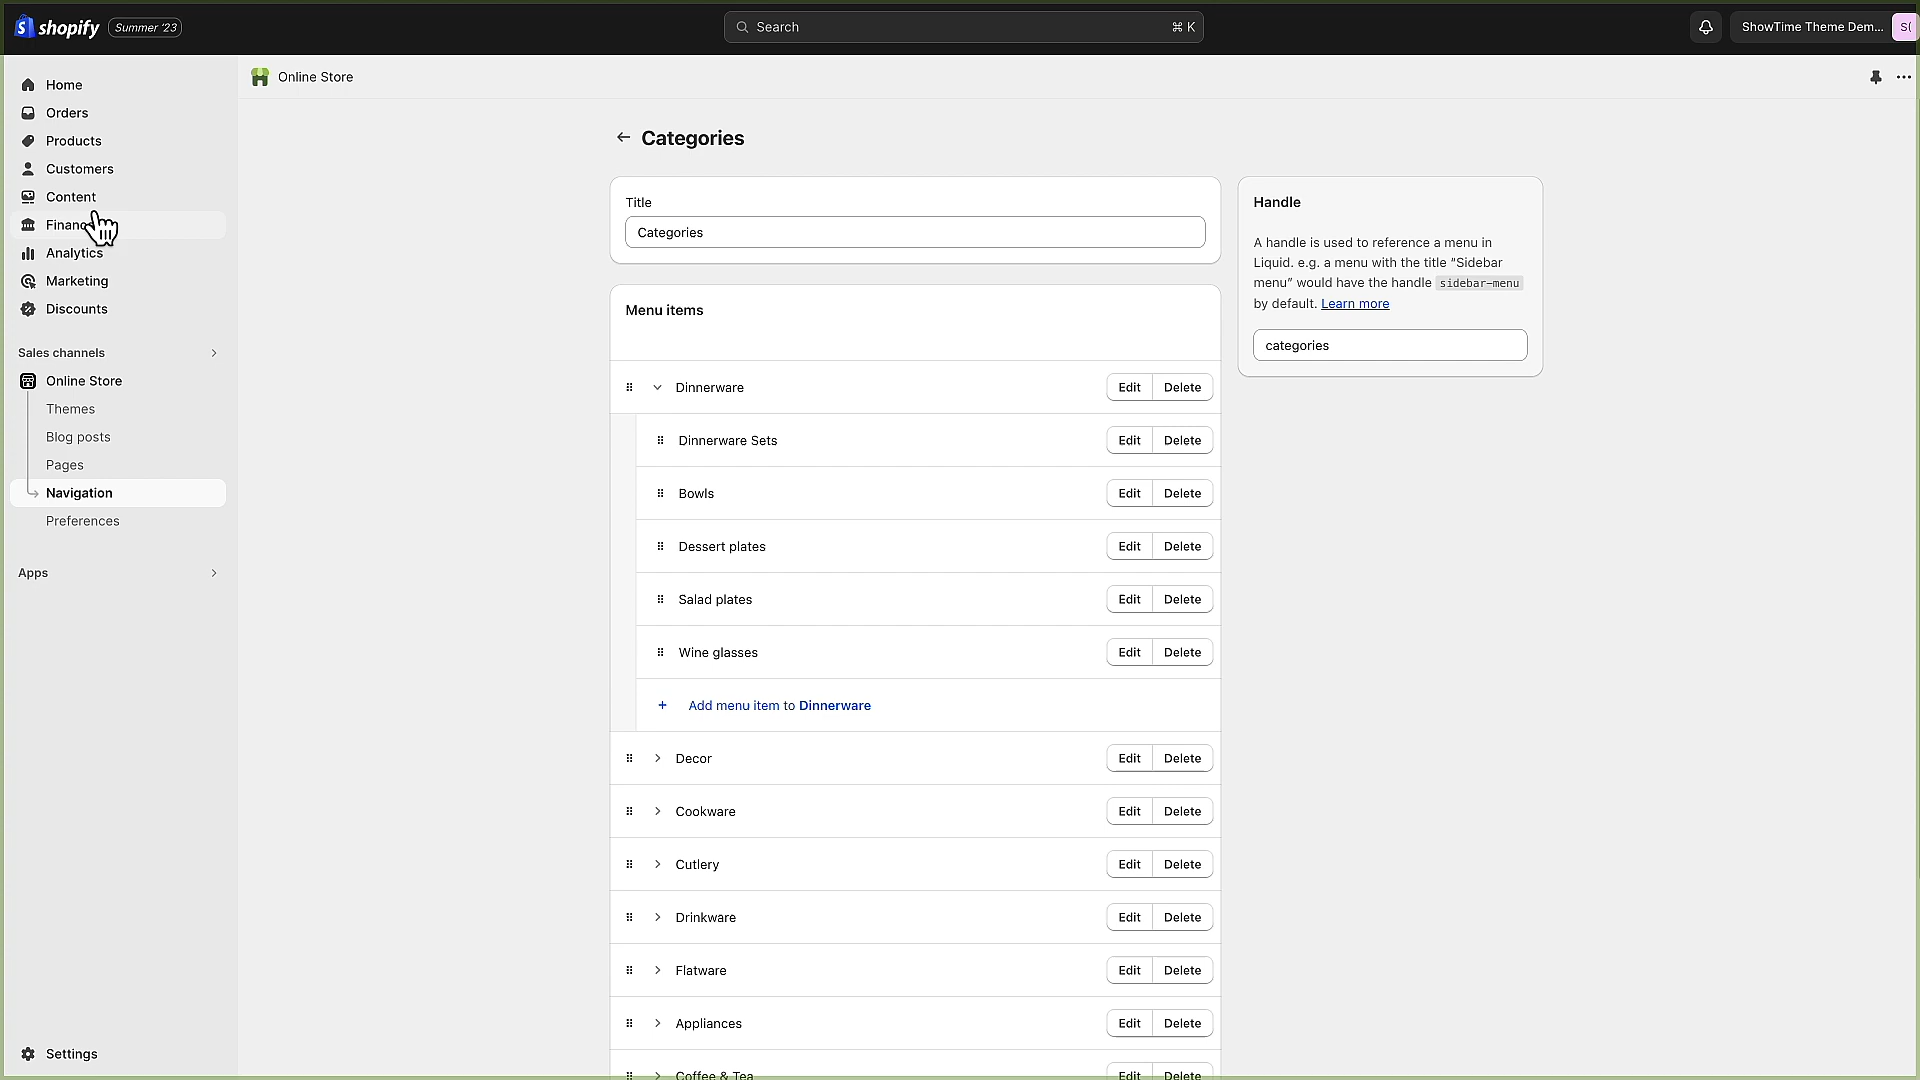 shopify Summer '23
Search
⌘ K
ShowTime Theme Dem...
S(
Home
Orders
Products
Customers
Content
Financ
Analytics
Marketing
Discounts
Sales channels
Online Store
Themes
Blog posts
Pages
Navigation
Preferences
Apps
Settings
Online Store
Categories
Title
Categories
Menu items
Dinnerware Edit Delete
Dinnerware Sets Edit Delete
Bowls Edit Delete
Dessert plates Edit Delete
Salad plates Edit Delete
Wine glasses Edit Delete
+ Add menu item to Dinnerware
Decor Edit Delete
Cookware Edit Delete
Cutlery Edit Delete
Drinkware Edit Delete
Flatware Edit Delete
Appliances Edit Delete
Coffee & Tea Edit Delete
Handle
A handle is used to reference a menu in
Liquid. e.g. a menu with the title "Sidebar
menu" would have the handle sidebar-menu
by default. Learn more
categories